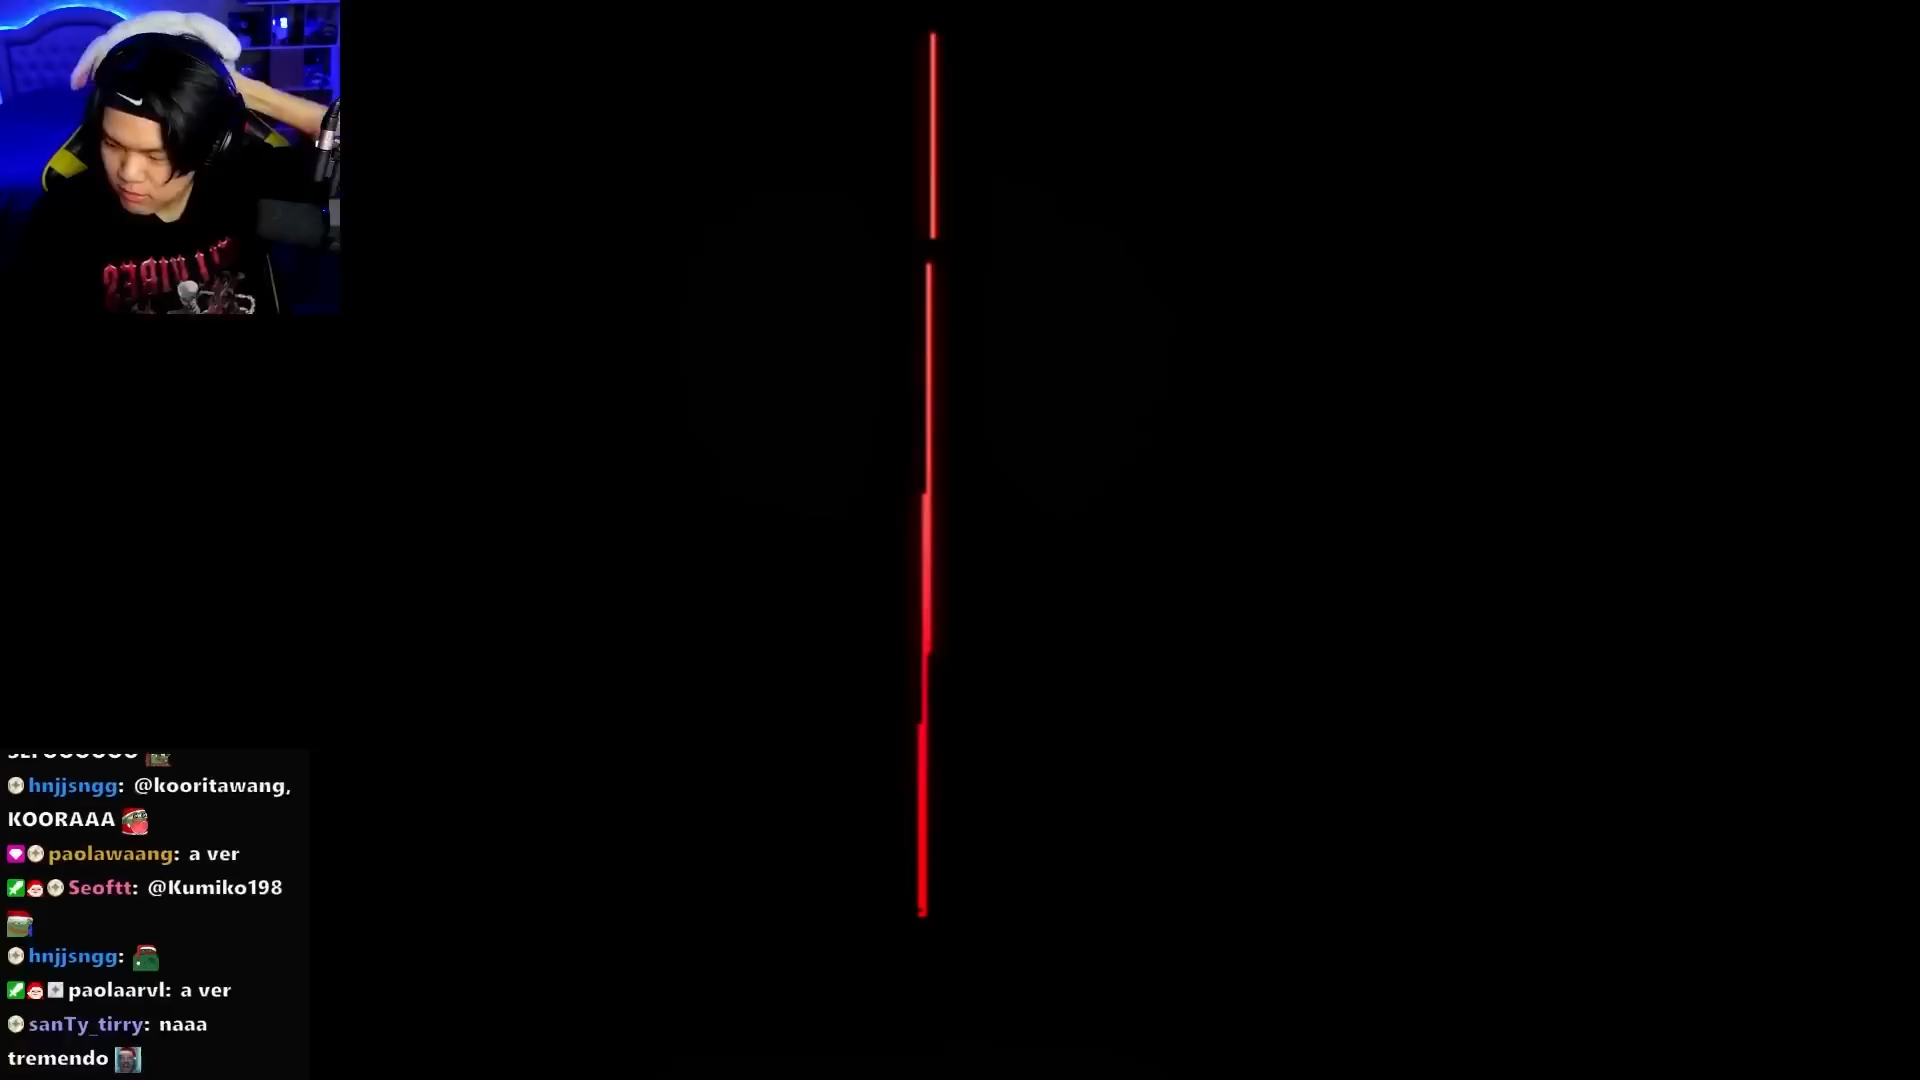 hnjjsngg: @kooritawang,
KOORAAA
paolawaang: a ver
Seoftt: @Kumiko198
hnjjsngg:
paolaarvl: a ver
sanTy_tirry: naaa
tremendo